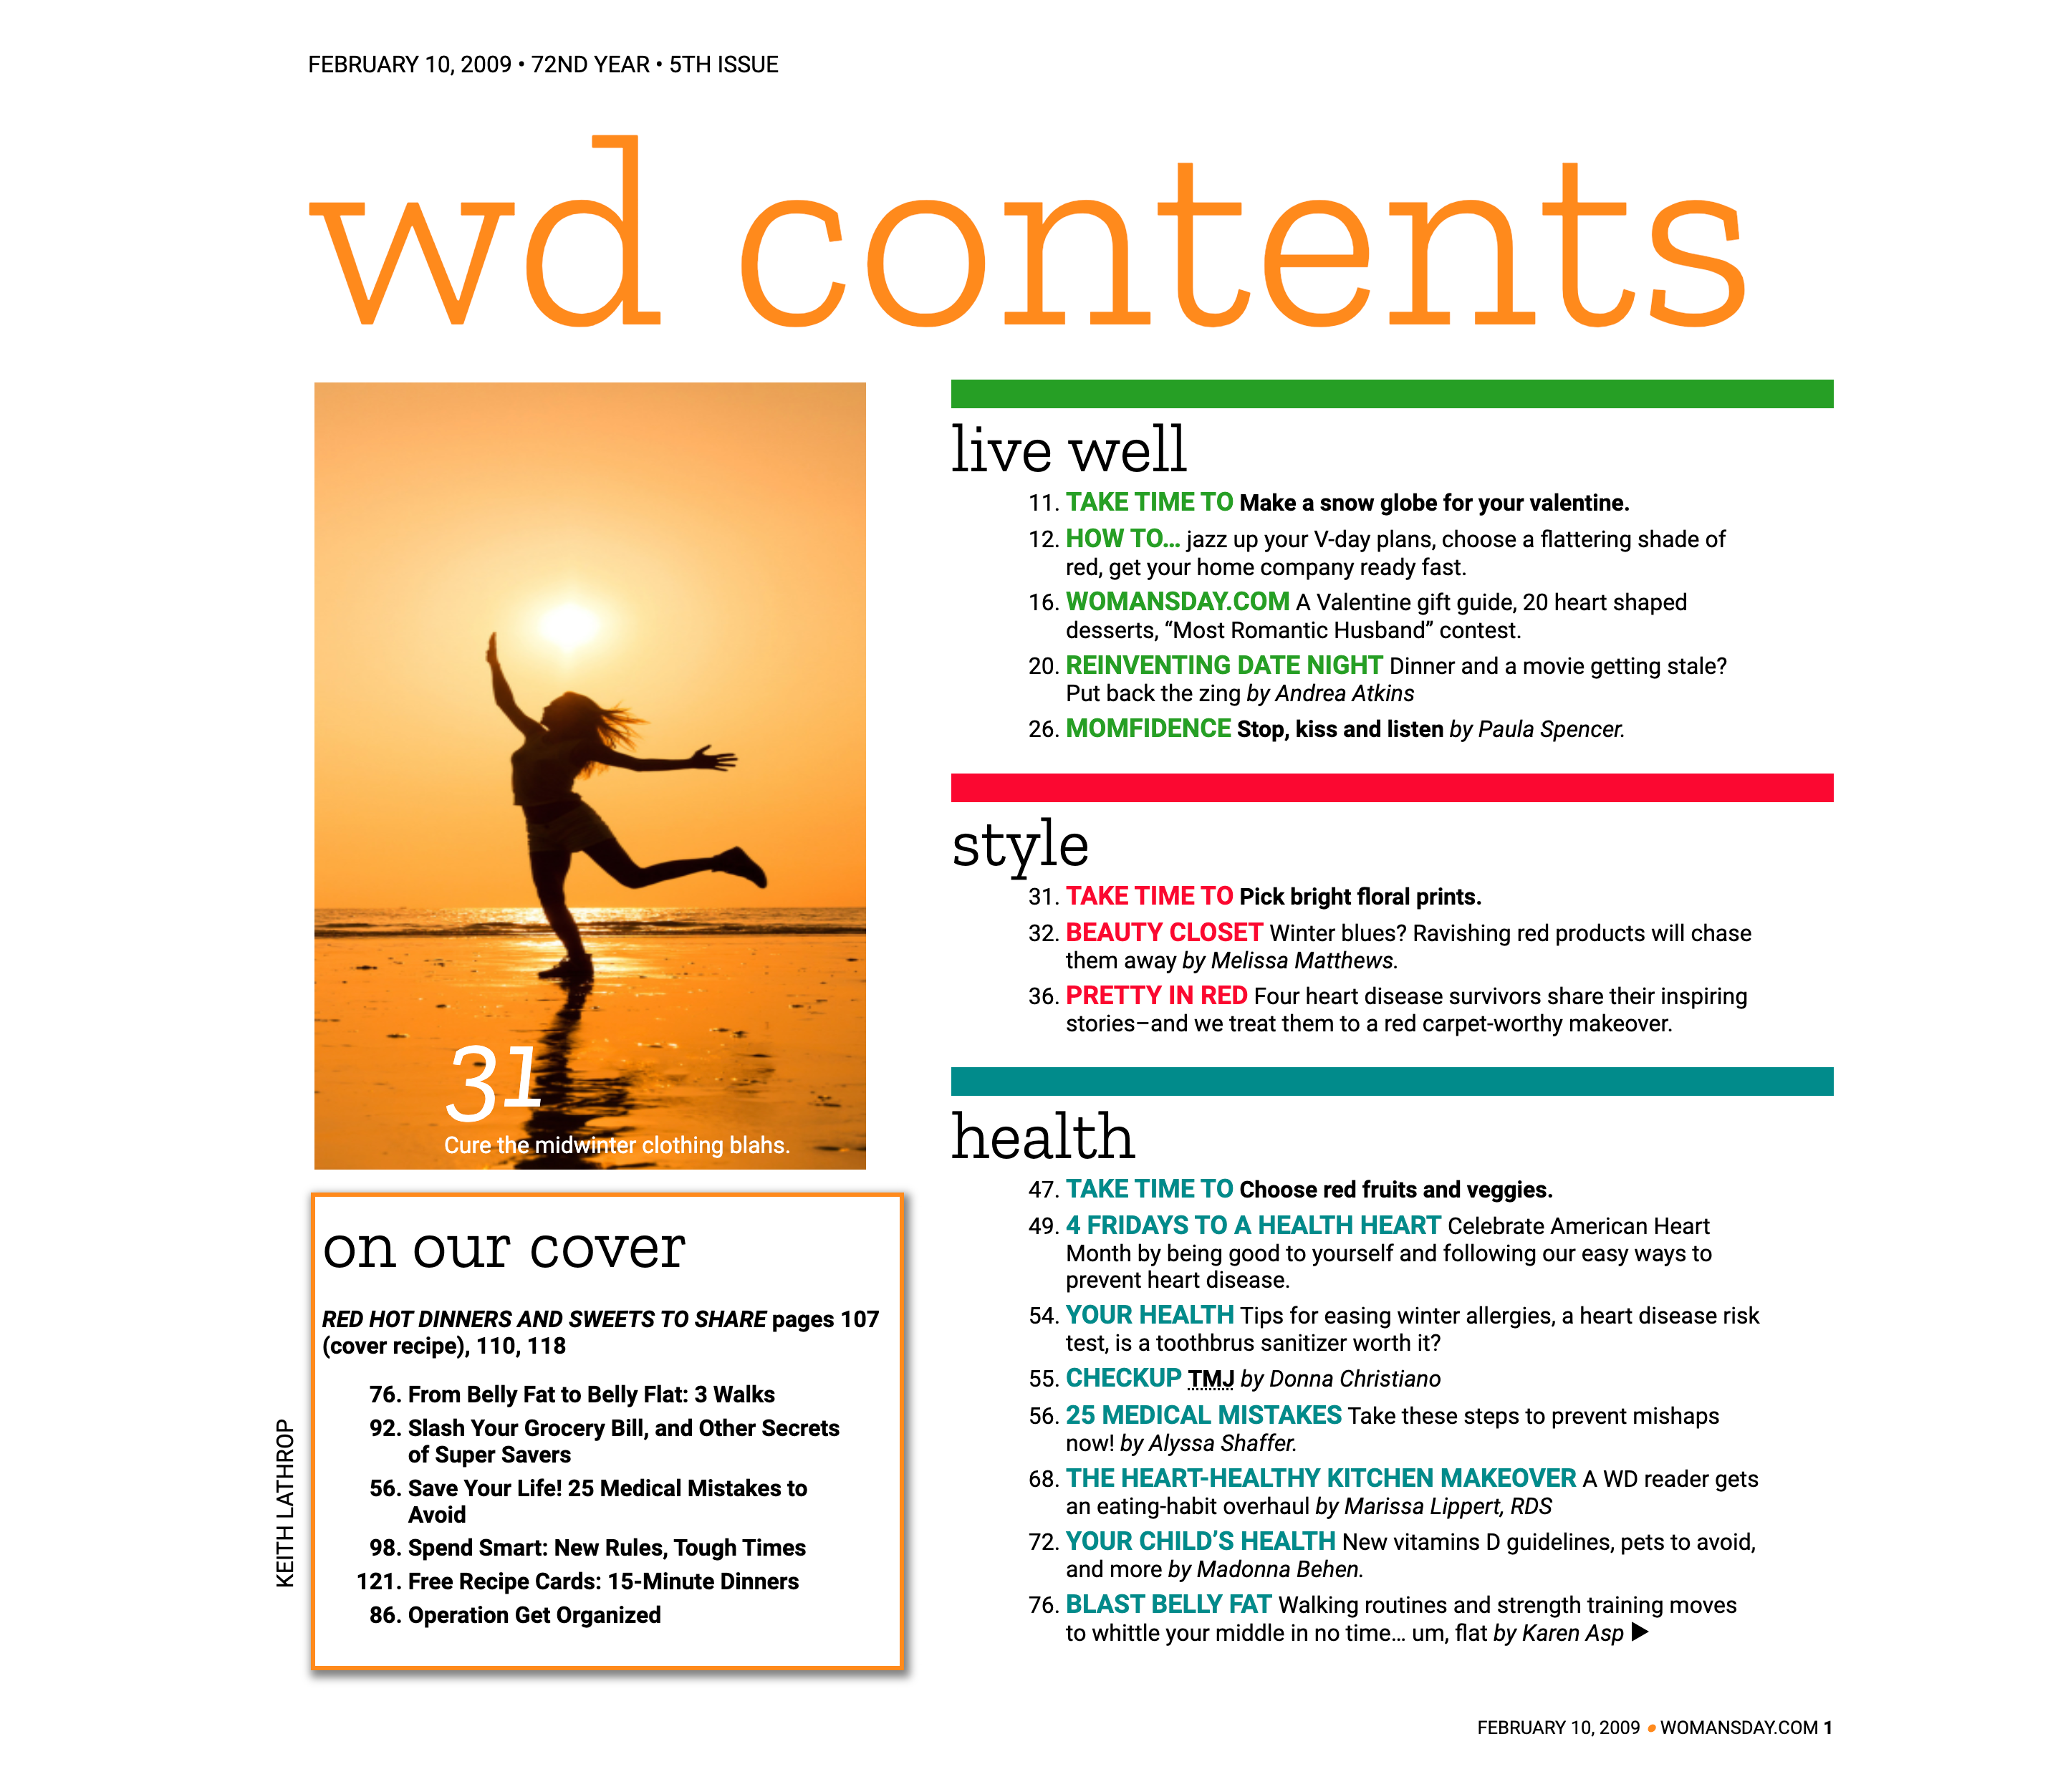 FEBRUARY 10, 2009 • 72ND YEAR • 5TH ISSUE
wd contents
31
Cure the midwinter clothing blahs.
on our cover
RED HOT DINNERS AND SWEETS TO SHARE pages 107
(cover recipe), 110, 118
76. From Belly Fat to Belly Flat: 3 Walks
92. Slash Your Grocery Bill, and Other Secrets
of Super Savers
56. Save Your Life! 25 Medical Mistakes to
Avoid
98. Spend Smart: New Rules, Tough Times
121. Free Recipe Cards: 15-Minute Dinners
86. Operation Get Organized
KEITH LATHROP
live well
11. TAKE TIME TO Make a snow globe for your valentine.
12. HOW TO… jazz up your V-day plans, choose a flattering shade of
red, get your home company ready fast.
16. WOMANSDAY.COM A Valentine gift guide, 20 heart shaped
desserts, “Most Romantic Husband” contest.
20. REINVENTING DATE NIGHT Dinner and a movie getting stale?
Put back the zing by Andrea Atkins
26. MOMFIDENCE Stop, kiss and listen by Paula Spencer.
style
31. TAKE TIME TO Pick bright floral prints.
32. BEAUTY CLOSET Winter blues? Ravishing red products will chase
them away by Melissa Matthews.
36. PRETTY IN RED Four heart disease survivors share their inspiring
stories–and we treat them to a red carpet-worthy makeover.
health
47. TAKE TIME TO Choose red fruits and veggies.
49. 4 FRIDAYS TO A HEALTH HEART Celebrate American Heart
Month by being good to yourself and following our easy ways to
prevent heart disease.
54. YOUR HEALTH Tips for easing winter allergies, a heart disease risk
test, is a toothbrus sanitizer worth it?
55. CHECKUP TMJ by Donna Christiano
56. 25 MEDICAL MISTAKES Take these steps to prevent mishaps
now! by Alyssa Shaffer.
68. THE HEART-HEALTHY KITCHEN MAKEOVER A WD reader gets
an eating-habit overhaul by Marissa Lippert, RDS
72. YOUR CHILD’S HEALTH New vitamins D guidelines, pets to avoid,
and more by Madonna Behen.
76. BLAST BELLY FAT Walking routines and strength training moves
to whittle your middle in no time… um, flat by Karen Asp ▶
FEBRUARY 10, 2009 • WOMANSDAY.COM 1